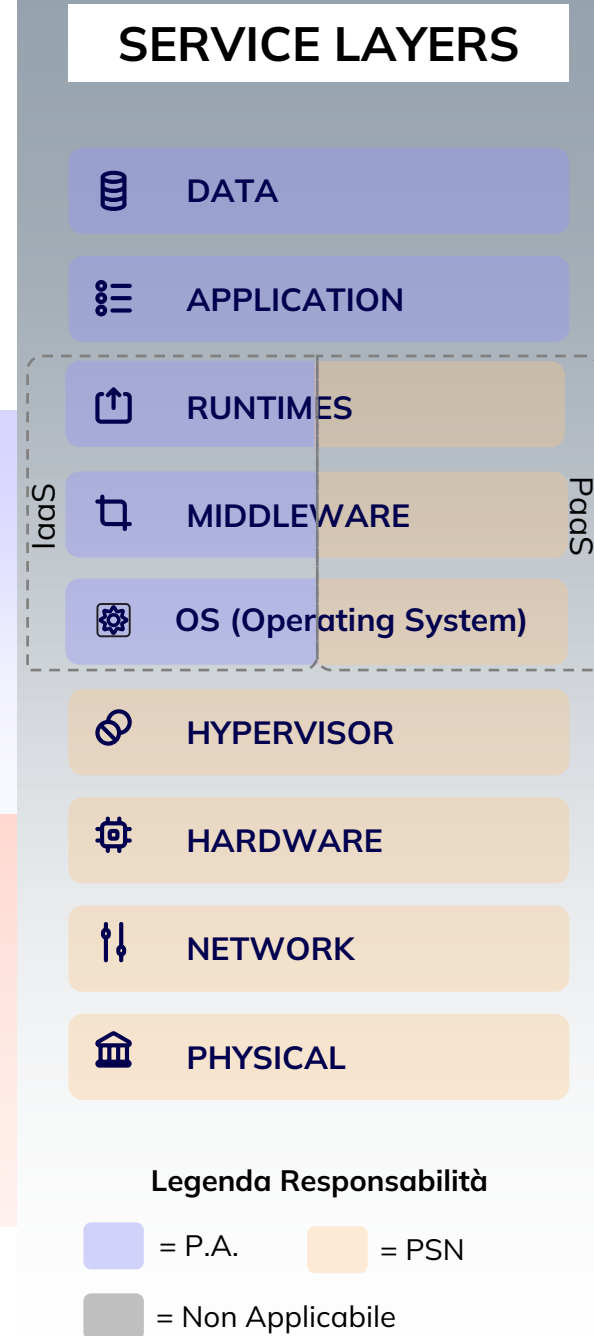 SERVICE LAYERS
DATA
APPLICATION
RUNTIMES
IaaS
MIDDLEWARE
PaaS
OS (Operating System)
HYPERVISOR
HARDWARE
NETWORK
PHYSICAL
Legenda Responsabilità
= P.A.
= PSN
= Non Applicabile